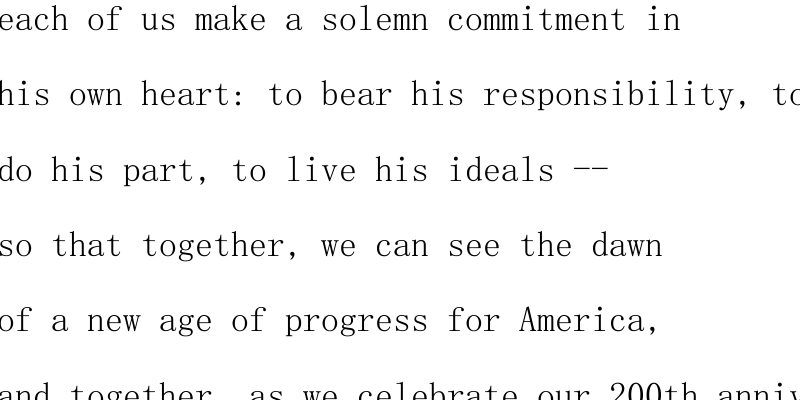 each of us make a solemn commitment in
his own heart: to bear his responsibility, to
do his part, to live his ideals --
so that together, we can see the dawn
of a new age of progress for America,
and together, as we celebrate our 200th